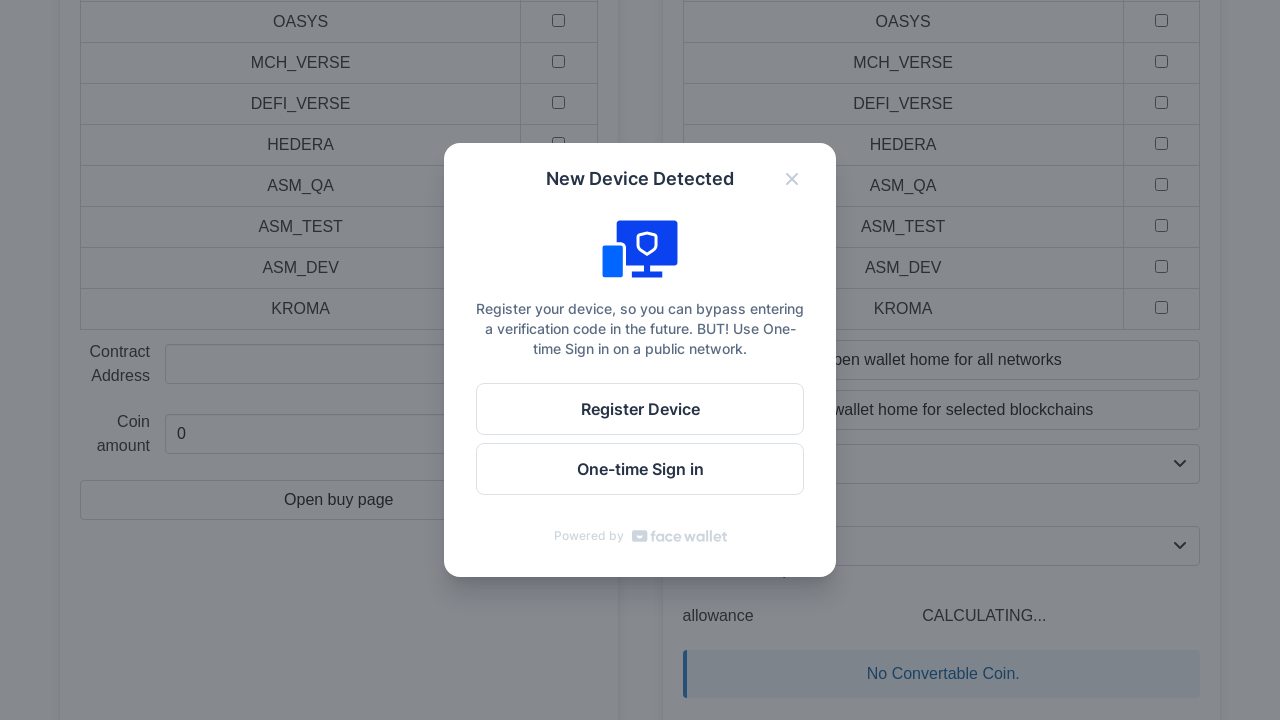 OASYS
MCH_VERSE
DEFI_VERSE
HEDERA
ASM_QA
ASM_TEST
ASM_DEV
KROMA
Contract
Address
Coin
amount
0
Open buy page
New Device Detected
Register your device, so you can bypass entering
a verification code in the future. BUT! Use One-
time Sign in on a public network.
Register Device
One-time Sign in
Powered by face wallet
OASYS
MCH_VERSE
DEFI_VERSE
HEDERA
ASM_QA
ASM_TEST
ASM_DEV
KROMA
pen wallet home for all networks
wallet home for selected blockchains
allowance CALCULATING...
No Convertable Coin.